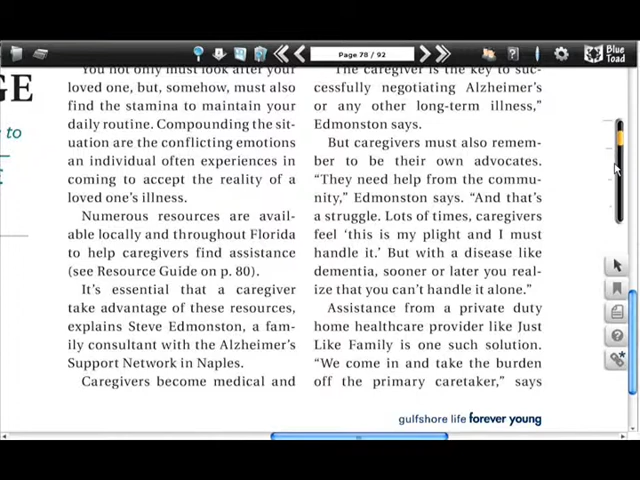 Page 78 / 92
Blue
Toad
GE
to
E
You not only must look after your
loved one, but, somehow, must also
find the stamina to maintain your
daily routine. Compounding the sit-
uation are the conflicting emotions
an individual often experiences in
coming to accept the reality of a
loved one's illness.
Numerous resources are avail-
able locally and throughout Florida
to help caregivers find assistance
(see Resource Guide on p. 80).
It's essential that a caregiver
take advantage of these resources,
explains Steve Edmonston, a fam-
ily consultant with the Alzheimer's
Support Network in Naples.
Caregivers become medical and
The caregiver is the key to suc-
cessfully negotiating Alzheimer's
or any other long-term illness,"
Edmonston says.
But caregivers must also remem-
ber to be their own advocates.
"They need help from the commu-
nity," Edmonston says. "And that's
a struggle. Lots of times, caregivers
feel 'this is my plight and I must
handle it.' But with a disease like
dementia, sooner or later you real-
ize that you can't handle it alone."
Assistance from a private duty
home healthcare provider like Just
Like Family is one such solution.
"We come in and take the burden
off the primary caretaker," says
gulfshore life forever young